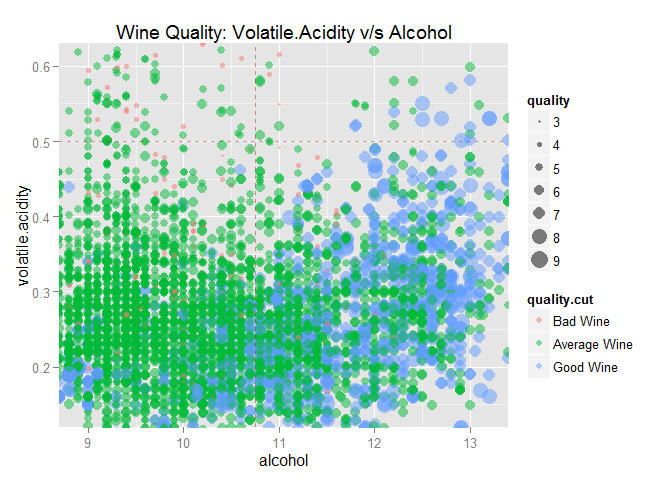 Wine Quality: Volatile.Acidity v/s Alcohol
0.6
0.5
0.4
0.3
0.2
volatile.acidity
9
10
11
12
13
alcohol
quality
3
4
5
6
7
8
9
quality.cut
Bad Wine
Average Wine
Good Wine